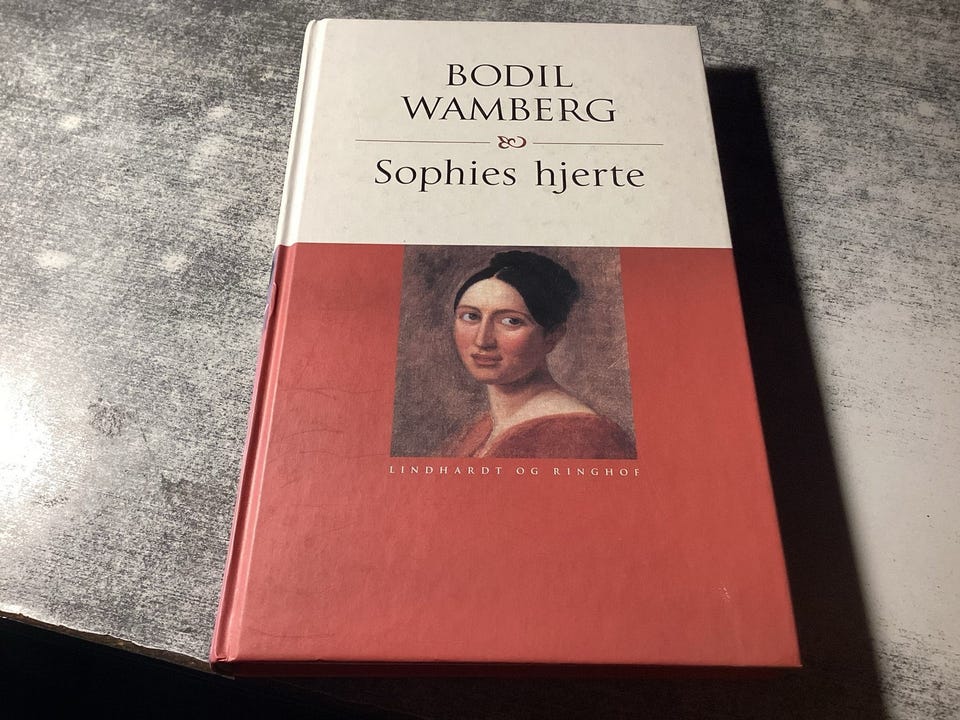 BODIL
WAMBERG
Sophies hjerte
LINDHARDT OG RINGHOF